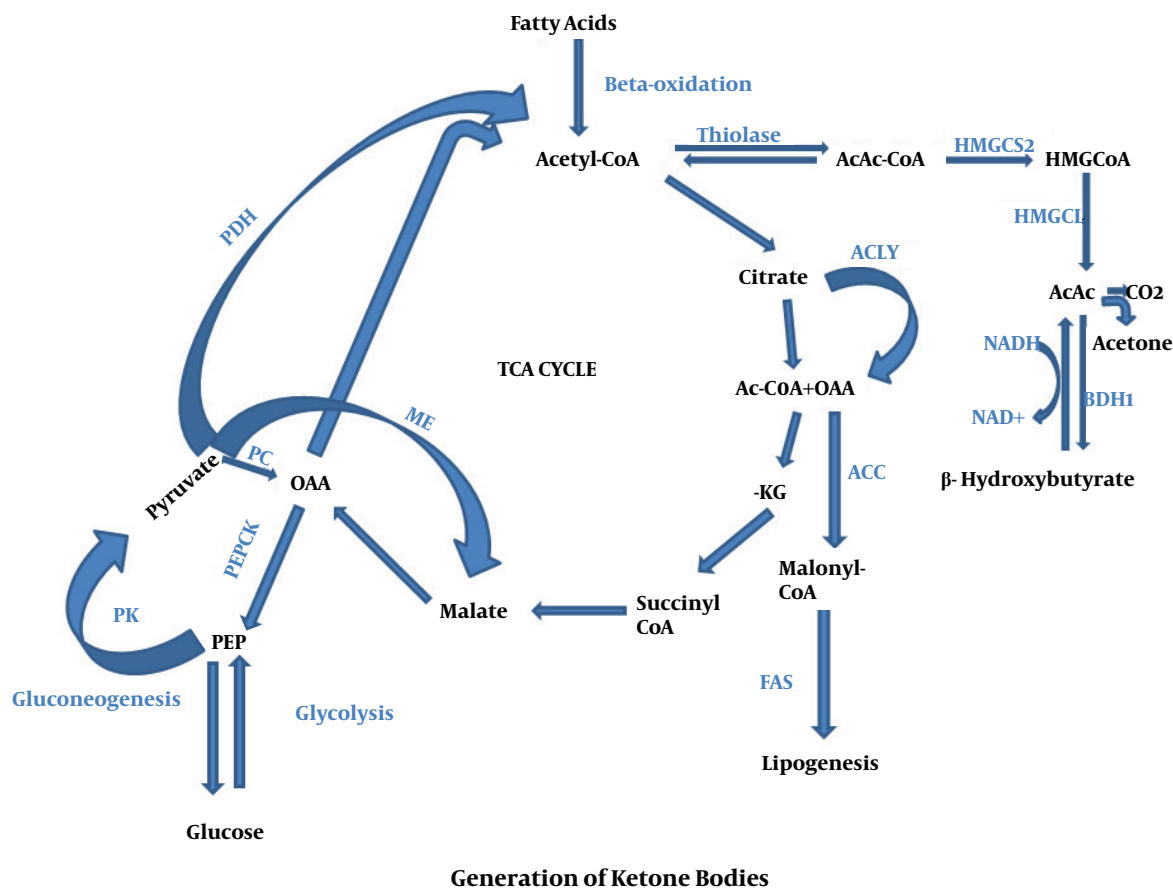 Fatty Acids
Beta-oxidation
Acetyl-CoA
Thiolase
AcAc-CoA
HMGCS2
HMGCoA
HMGCL
PDH
Citrate
ACLY
AcAc
CO2
Acetone
NADH
NAD+
BDH1
β- Hydroxybutyrate
TCA CYCLE
Ac-COA+OAA
ME
PC
Pyruvate
OAA
-KG
ACC
PEPCK
Malonyl-
CoA
Succinyl
CoA
Malate
PK
PEP
Gluconeogenesis
Glycolysis
FAS
Lipogenesis
Glucose
Generation of Ketone Bodies